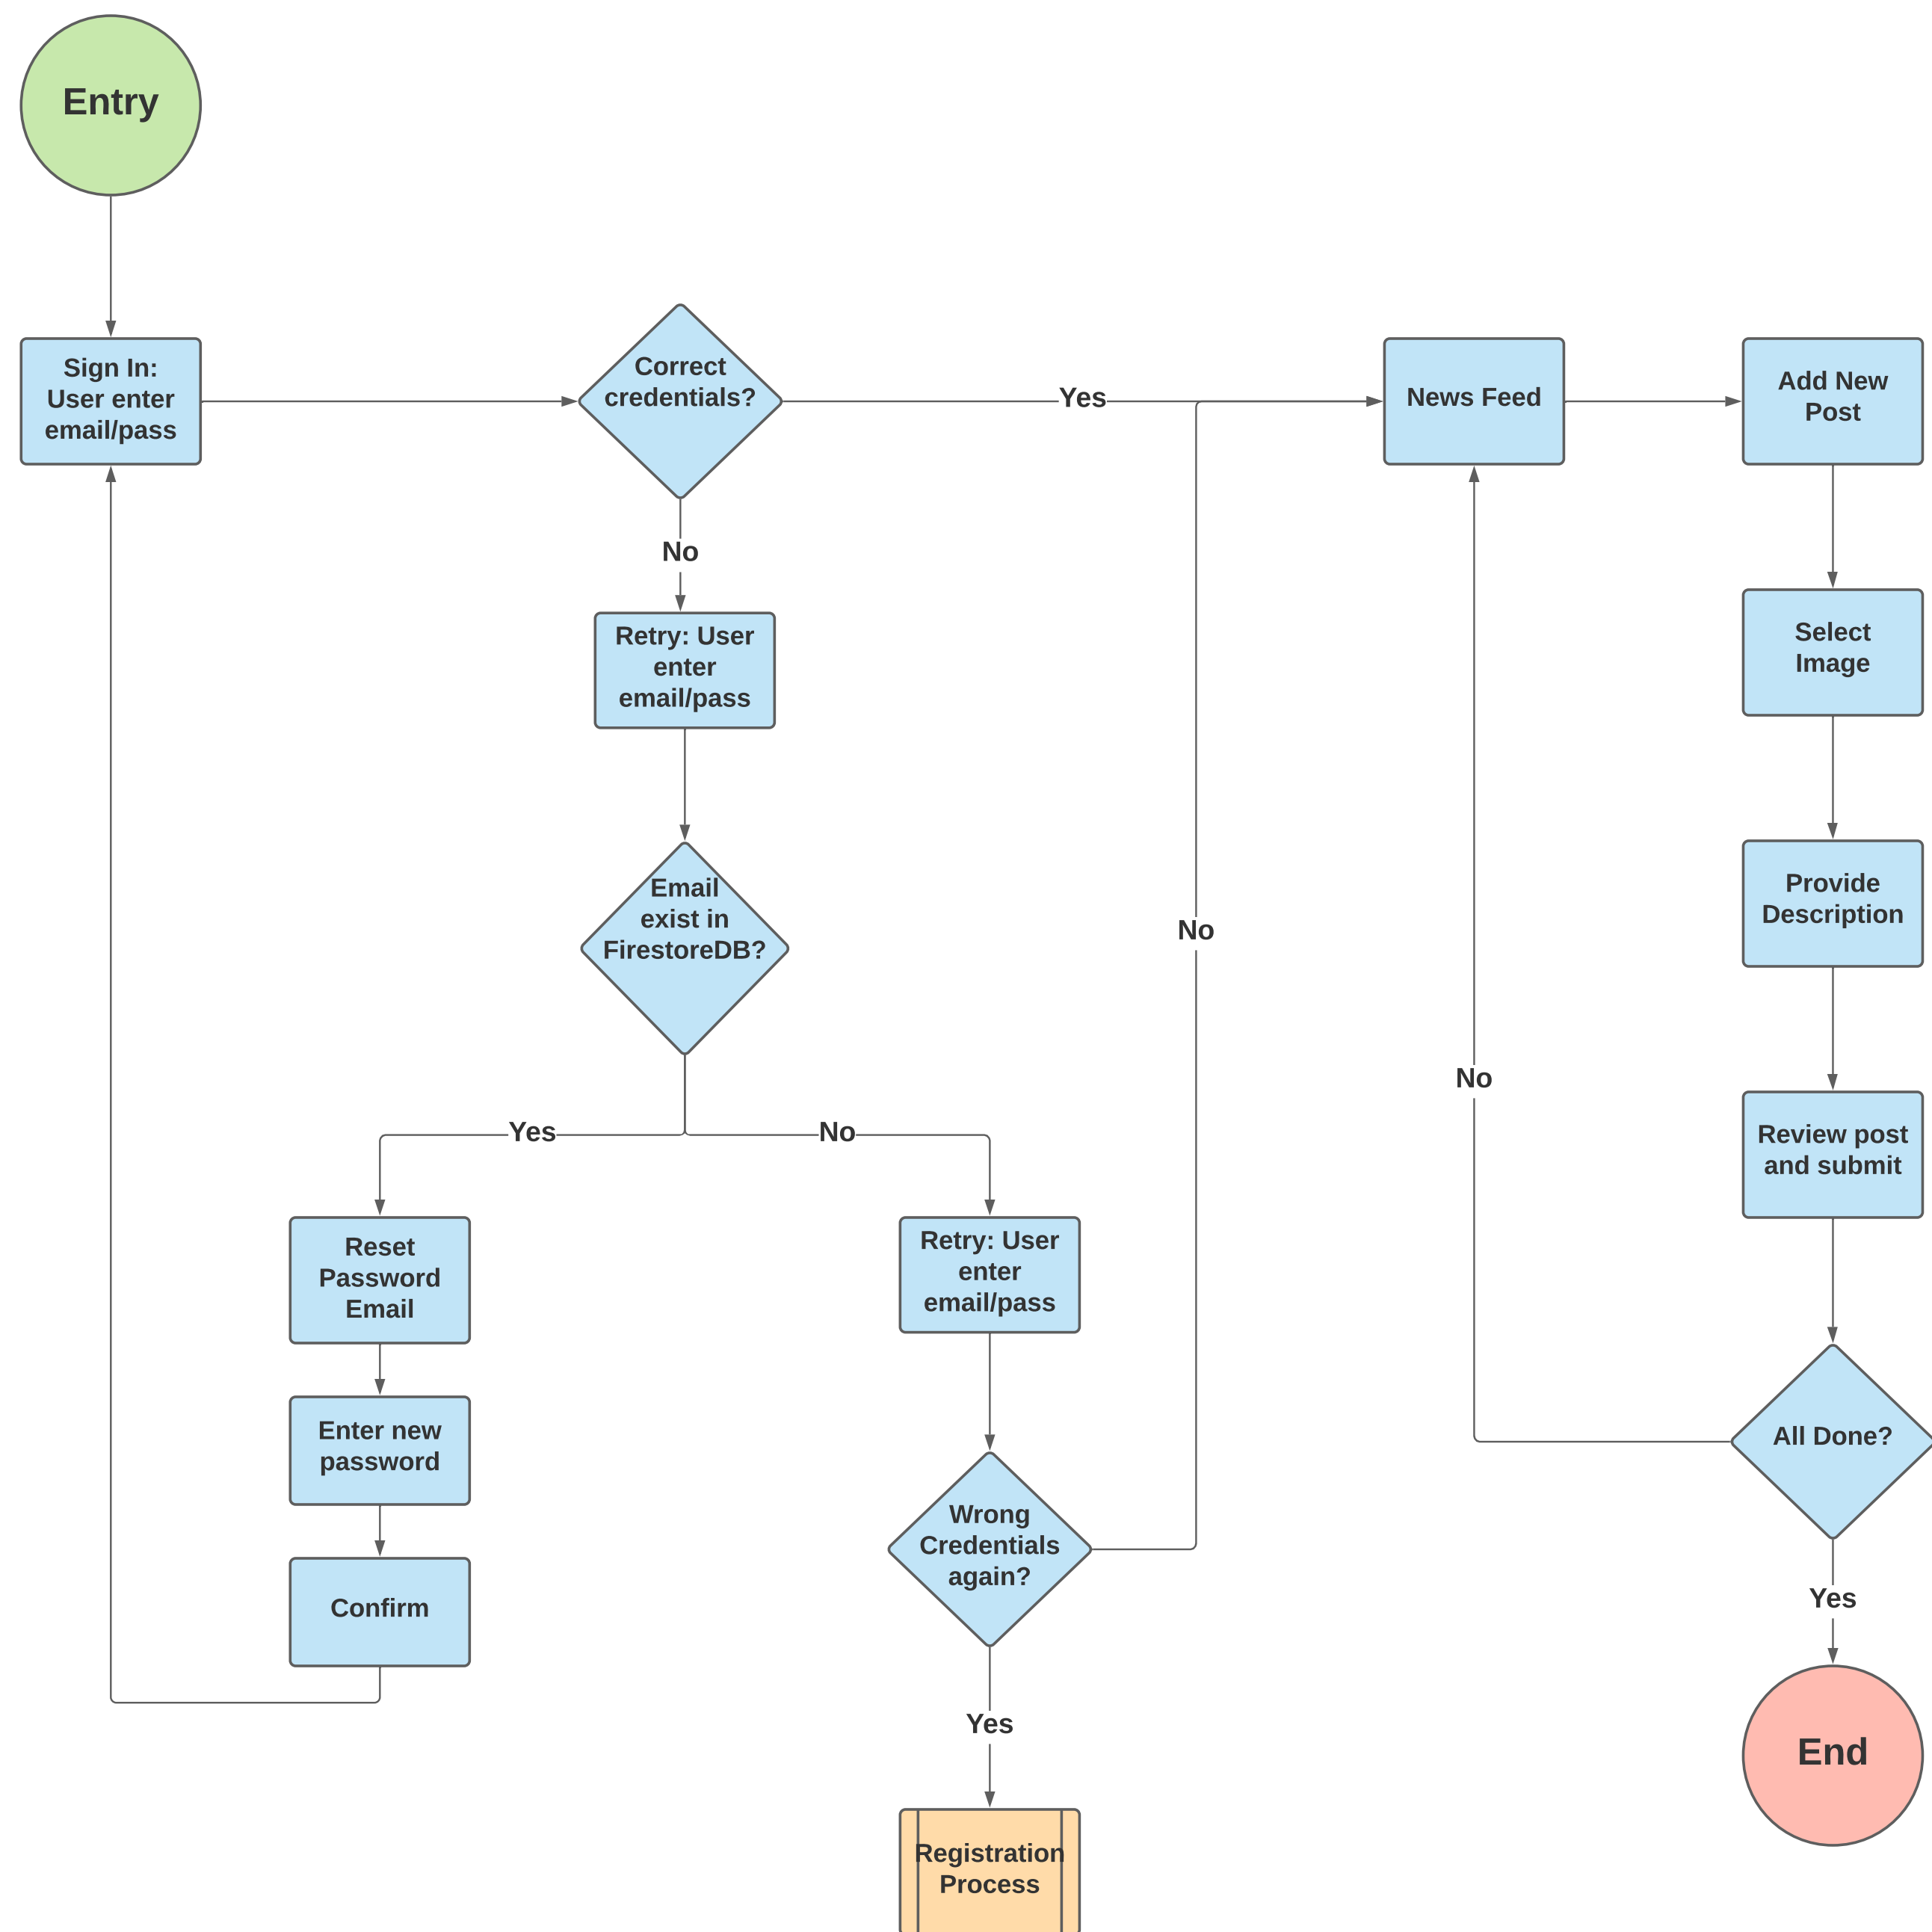 Entry
Sign In:
User enter
email/pass
Correct
credentials?
Yes
News Feed
Add New
Post
No
Retry: User
enter
email/pass
Select
Image
Email
exist in
FirestoreDB?
No
Provide
Description
Yes
No
No
Review post
and submit
Reset
Password
Email
Retry: User
enter
email/pass
Enter new
password
All Done?
Wrong
Credentials
again?
Confirm
Yes
Yes
End
Registration
Process